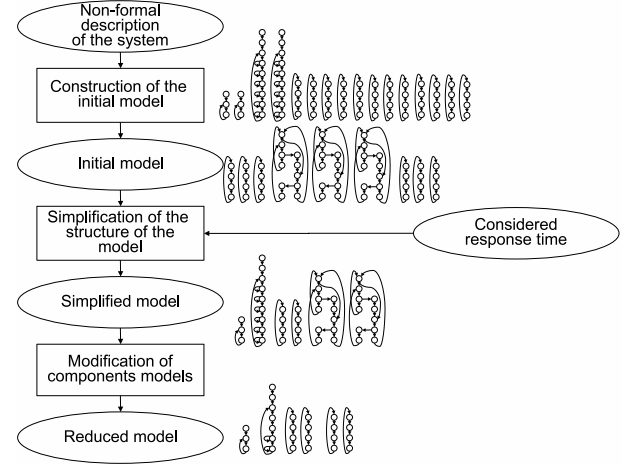 Non-formal
description
of the system
Construction of the
initial model
Initial model
Simplification of the
structure of the
model
Considered
response time
Simplified model
Modification of
components models
Reduced model